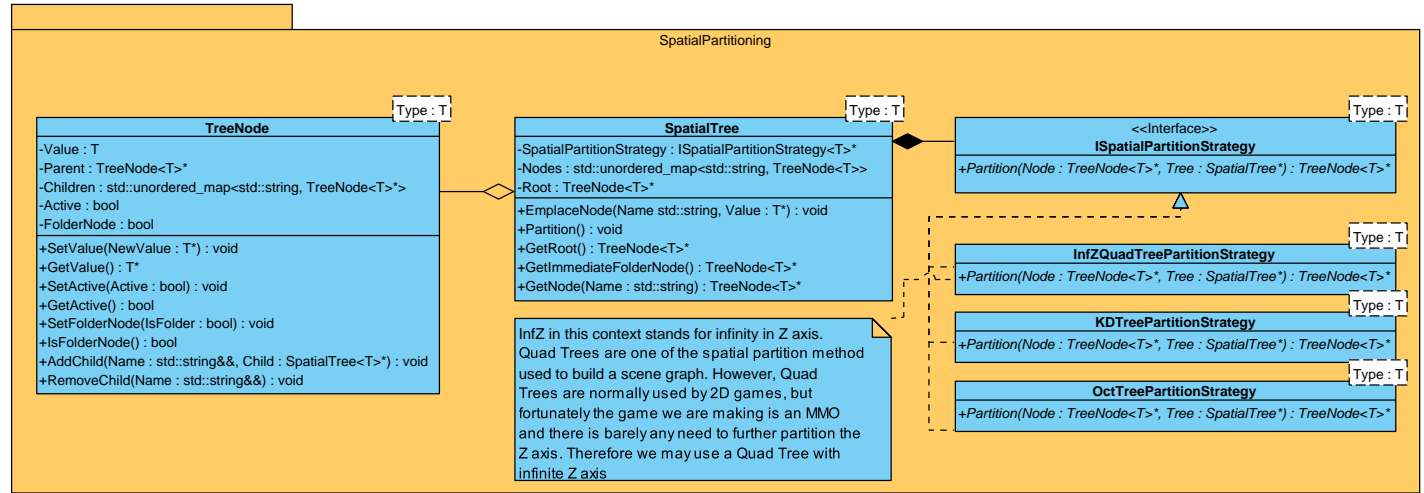 SpatialPartitioning
Type : T
TreeNode
-Value : T
-Parent : TreeNode<T>*
-Children : std::unordered_map<std::string, TreeNode<T>*>
-Active : bool
-FolderNode : bool
+SetValue(NewValue : T*) : void
+GetValue() : T*
+SetActive(Active : bool) : void
+GetActive() : bool
+SetFolderNode(IsFolder : bool) : void
+IsFolderNode() : bool
+AddChild(Name : std::string&&, Child : SpatialTree<T>*) : void
+RemoveChild(Name : std::string&&) : void
Type : T
SpatialTree
-SpatialPartitionStrategy : ISpatialPartitionStrategy<T>*
-Nodes : std::unordered_map<std::string, TreeNode<T>>
-Root : TreeNode<T>*
+EmplaceNode(Name std::string, Value : T*) : void
+Partition() : void
+GetRoot() : TreeNode<T>*
+GetImmediateFolderNode() : TreeNode<T>*
+GetNode(Name : std::string) : TreeNode<T>*
InfZ in this context stands for infinity in Z axis.
Quad Trees are one of the spatial partition method
used to build a scene graph. However, Quad
Trees are normally used by 2D games, but
fortunately the game we are making is an MMO
and there is barely any need to further partition the
Z axis. Therefore we may use a Quad Tree with
infinite Z axis
Type : T
<<Interface>>
ISpatialPartitionStrategy
+Partition(Node : TreeNode<T>*, Tree : SpatialTree*) : TreeNode<T>*
Type : T
InfZQuadTreePartitionStrategy
+Partition(Node : TreeNode<T>*, Tree : SpatialTree*) : TreeNode<T>*
Type : T
KDTreePartitionStrategy
+Partition(Node : TreeNode<T>*, Tree : SpatialTree*) : TreeNode<T>*
Type : T
OctTreePartitionStrategy
+Partition(Node : TreeNode<T>*, Tree : SpatialTree*) : TreeNode<T>*